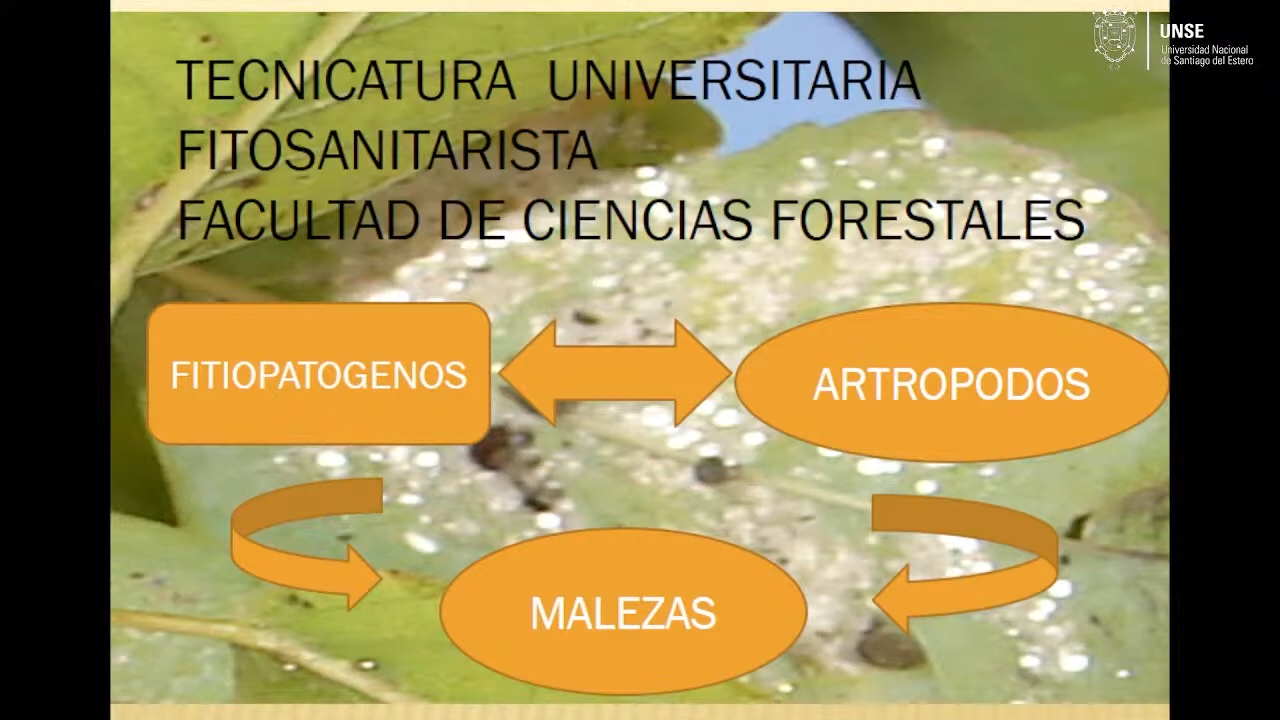 UNSE
Universidad Nacional
de Santiago del Estero
TECNICATURA UNIVERSITARIA
FITOSANITARISTA
FACULTAD DE CIENCIAS FORESTALES
FITIOPATOGENOS
ARTROPODOS
MALEZAS